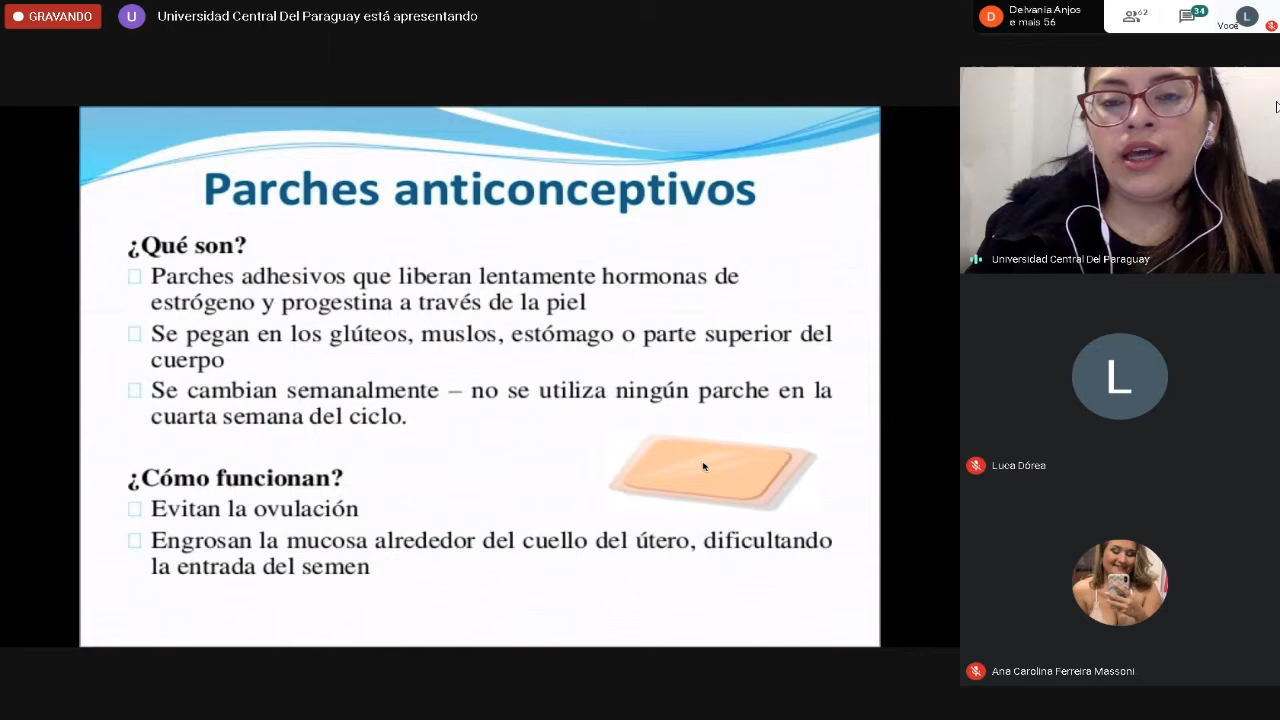 GRAVANDO
U
Universidad Central Del Paraguay está apresentando
D
Delvania Anjos
e mais 56
62
34
L
Você
Parches anticonceptivos
¿Qué son?
Parches adhesivos que liberan lentamente hormonas de
estrógeno y progestina a través de la piel
Se pegan en los glúteos, muslos, estómago o parte superior del
cuerpo
Se cambian semanalmente – no se utiliza ningún parche en la
cuarta semana del ciclo.
¿Cómo funcionan?
Evitan la ovulación
Engrosan la mucosa alrededor del cuello del útero, dificultando
la entrada del semen
Universidad Central Del Paraguay
L
Luca Dórea
Ana Carolina Ferreira Massoni